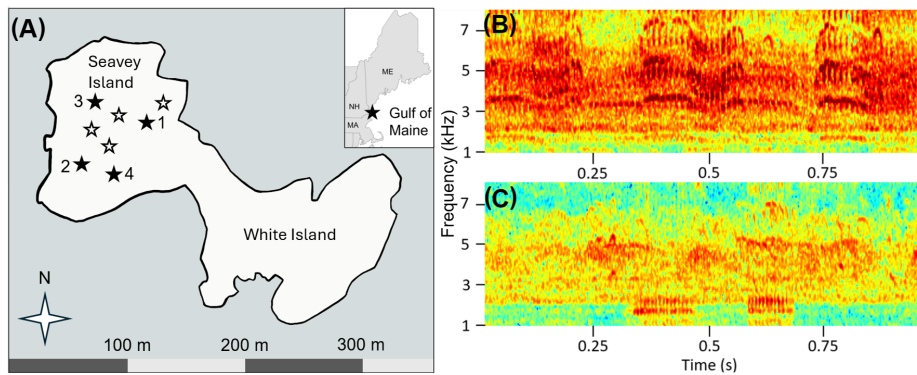 (A)
Seavey
Island
3
1
2
4
White Island
N
100 m
200 m
300 m
ME
NH
MA
Gulf of
Maine
Frequency (kHz)
(B)
7
5
3
1
0.25
0.5
0.75
(C)
7
5
3
1
0.25
0.5
0.75
Time (s)